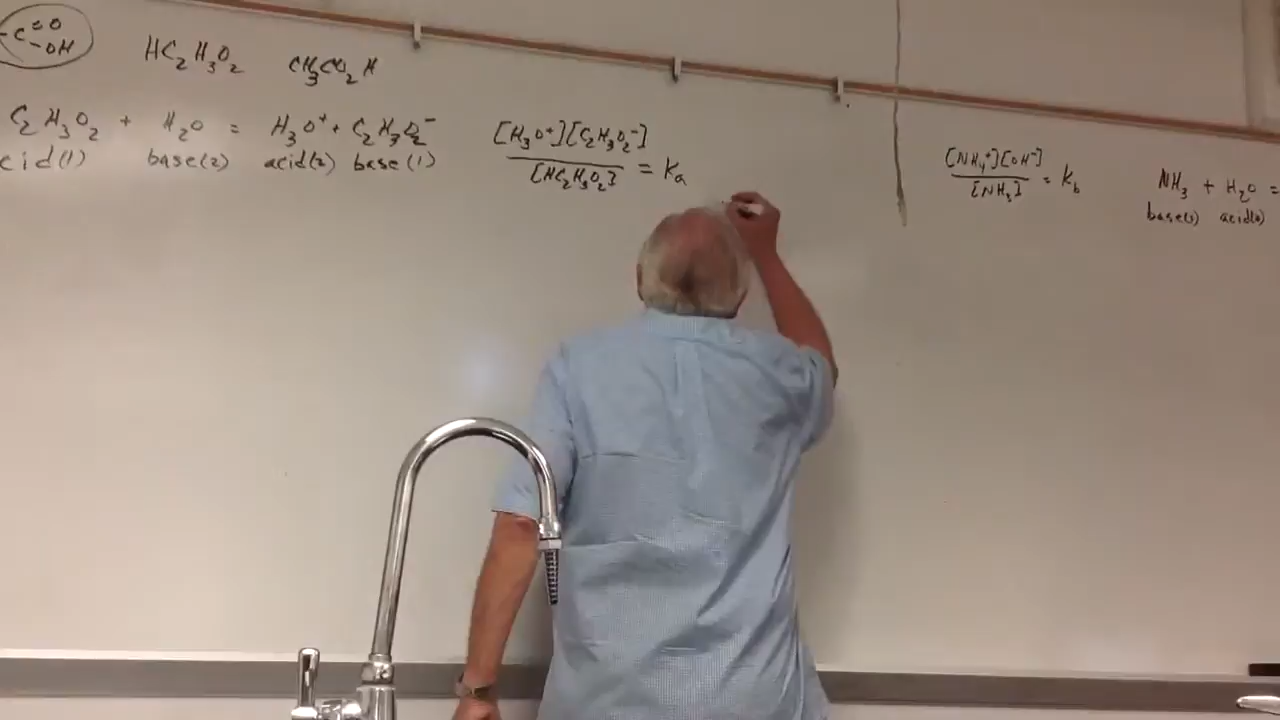 -C=O
-OH
HC₂H₃O₂ CH₃CO₂H
C₂H₃O₂ + H₂O = H₃O⁺ + C₂H₃O₂⁻
cid(1) base(2) acid(2) base(1)
[H₃O⁺][C₂H₃O₂⁻]
[HC₂H₃O₂] = Ka
[NH₄⁺][OH⁻]
[NH₃] = Kb
NH₃ + H₂O =
base(1) acid(2)